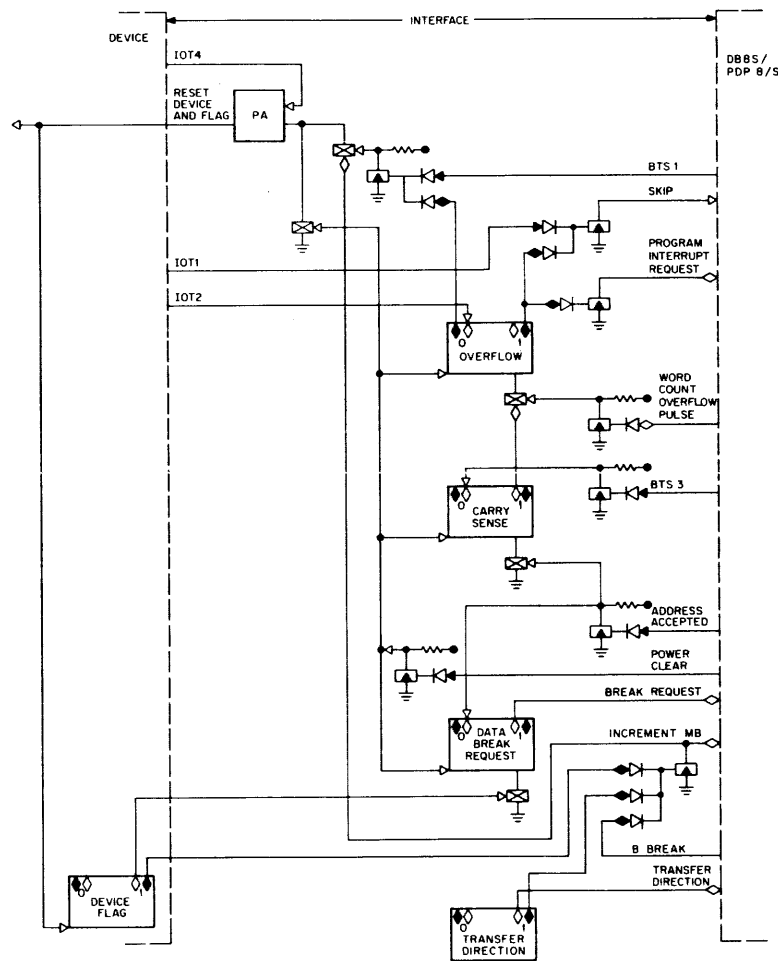 INTERFACE
DEVICE
DB8S/
PDP 8/S
IOT4
RESET
DEVICE
AND FLAG
PA
BTS 1
SKIP
PROGRAM
INTERRUPT
REQUEST
IOT1
IOT2
0 1
OVERFLOW
WORD
COUNT
OVERFLOW
PULSE
BTS 3
0 1
CARRY
SENSE
ADDRESS
ACCEPTED
POWER
CLEAR
BREAK REQUEST
0 1
DATA
BREAK
REQUEST
INCREMENT MB
B BREAK
TRANSFER
DIRECTION
0 1
DEVICE
FLAG
0 1
TRANSFER
DIRECTION